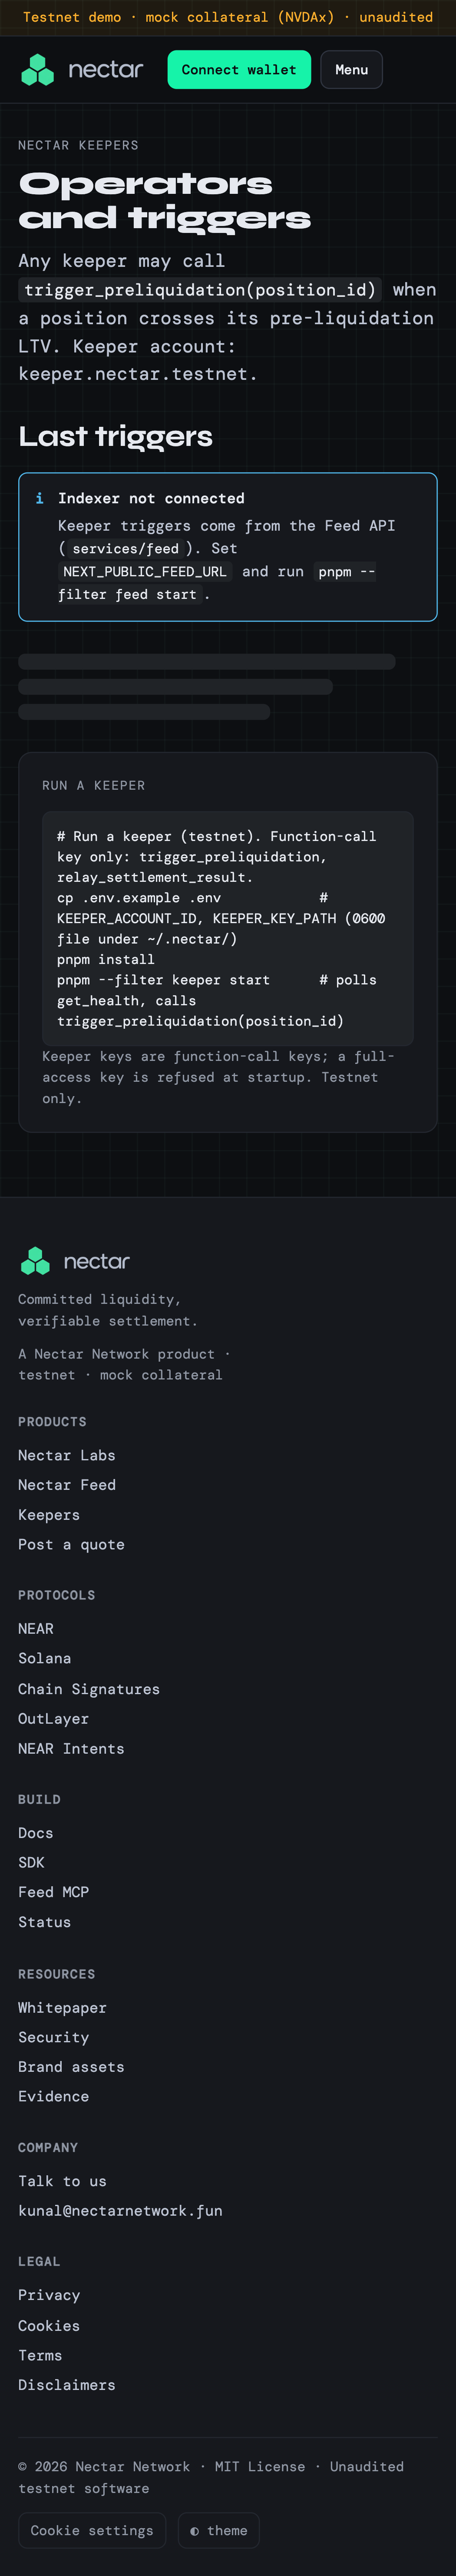 Testnet demo · mock collateral (NVDAx) · unaudited
nectar
Connect wallet
Menu
NECTAR KEEPERS
Operators
and triggers
Any keeper may call
trigger_preliquidation(position_id) when
a position crosses its pre-liquidation
LTV. Keeper account:
keeper.nectar.testnet.
Last triggers
i Indexer not connected
Keeper triggers come from the Feed API
(services/feed). Set
NEXT_PUBLIC_FEED_URL and run pnpm --
filter feed start.
RUN A KEEPER
# Run a keeper (testnet). Function-call
key only: trigger_preliquidation,
relay_settlement_result.
cp .env.example .env #
KEEPER_ACCOUNT_ID, KEEPER_KEY_PATH (0600
file under ~/.nectar/)
pnpm install
pnpm --filter keeper start # polls
get_health, calls
trigger_preliquidation(position_id)
Keeper keys are function-call keys; a full-
access key is refused at startup. Testnet
only.
nectar
Committed liquidity,
verifiable settlement.
A Nectar Network product ·
testnet · mock collateral
PRODUCTS
Nectar Labs
Nectar Feed
Keepers
Post a quote
PROTOCOLS
NEAR
Solana
Chain Signatures
OutLayer
NEAR Intents
BUILD
Docs
SDK
Feed MCP
Status
RESOURCES
Whitepaper
Security
Brand assets
Evidence
COMPANY
Talk to us
kunal@nectarnetwork.fun
LEGAL
Privacy
Cookies
Terms
Disclaimers
© 2026 Nectar Network · MIT License · Unaudited
testnet software
Cookie settings
◐ theme